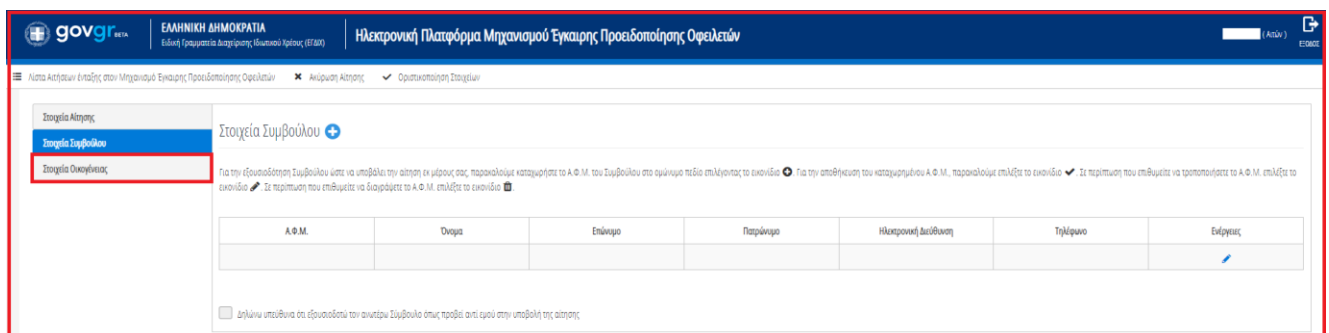 govgr BETA
ΕΛΛΗΝΙΚΗ ΔΗΜΟΚΡΑΤΙΑ
Ειδική Γραμματεία Διαχείρισης Ιδιωτικού Χρέους (ΕΓΔΙΧ)
Ηλεκτρονική Πλατφόρμα Μηχανισμού Έγκαιρης Προειδοποίησης Οφειλετών
( Αιτών )
ΕΞΟΔΟΣ
Λίστα Αιτήσεων ένταξης στον Μηχανισμό Έγκαιρης Προειδοποίησης Οφειλετών Ακύρωση Αίτησης Οριστικοποίηση Στοιχείων
Στοιχεία Αίτησης
Στοιχεία Συμβούλου
Στοιχεία Οικογένειας
Στοιχεία Συμβούλου
Για την εξουσιοδότηση Συμβούλου ώστε να υποβάλει την αίτηση εκ μέρους σας, παρακαλούμε καταχωρήστε το Α.Φ.Μ. του Συμβούλου στο ομώνυμο πεδίο επιλέγοντας το εικονίδιο . Για την αποθήκευση του καταχωρημένου Α.Φ.Μ., παρακαλούμε επιλέξτε το εικονίδιο . Σε περίπτωση που επιθυμείτε να τροποποιήσετε το Α.Φ.Μ. επιλέξτε το
εικονίδιο . Σε περίπτωση που επιθυμείτε να διαγράψετε το Α.Φ.Μ. επιλέξτε το εικονίδιο .
Α.Φ.Μ. Όνομα Επώνυμο Πατρώνυμο Ηλεκτρονική Διεύθυνση Τηλέφωνο Ενέργειες
Δηλώνω υπεύθυνα ότι εξουσιοδοτώ τον ανωτέρω Σύμβουλο όπως προβεί αντί εμού στην υποβολή της αίτησης